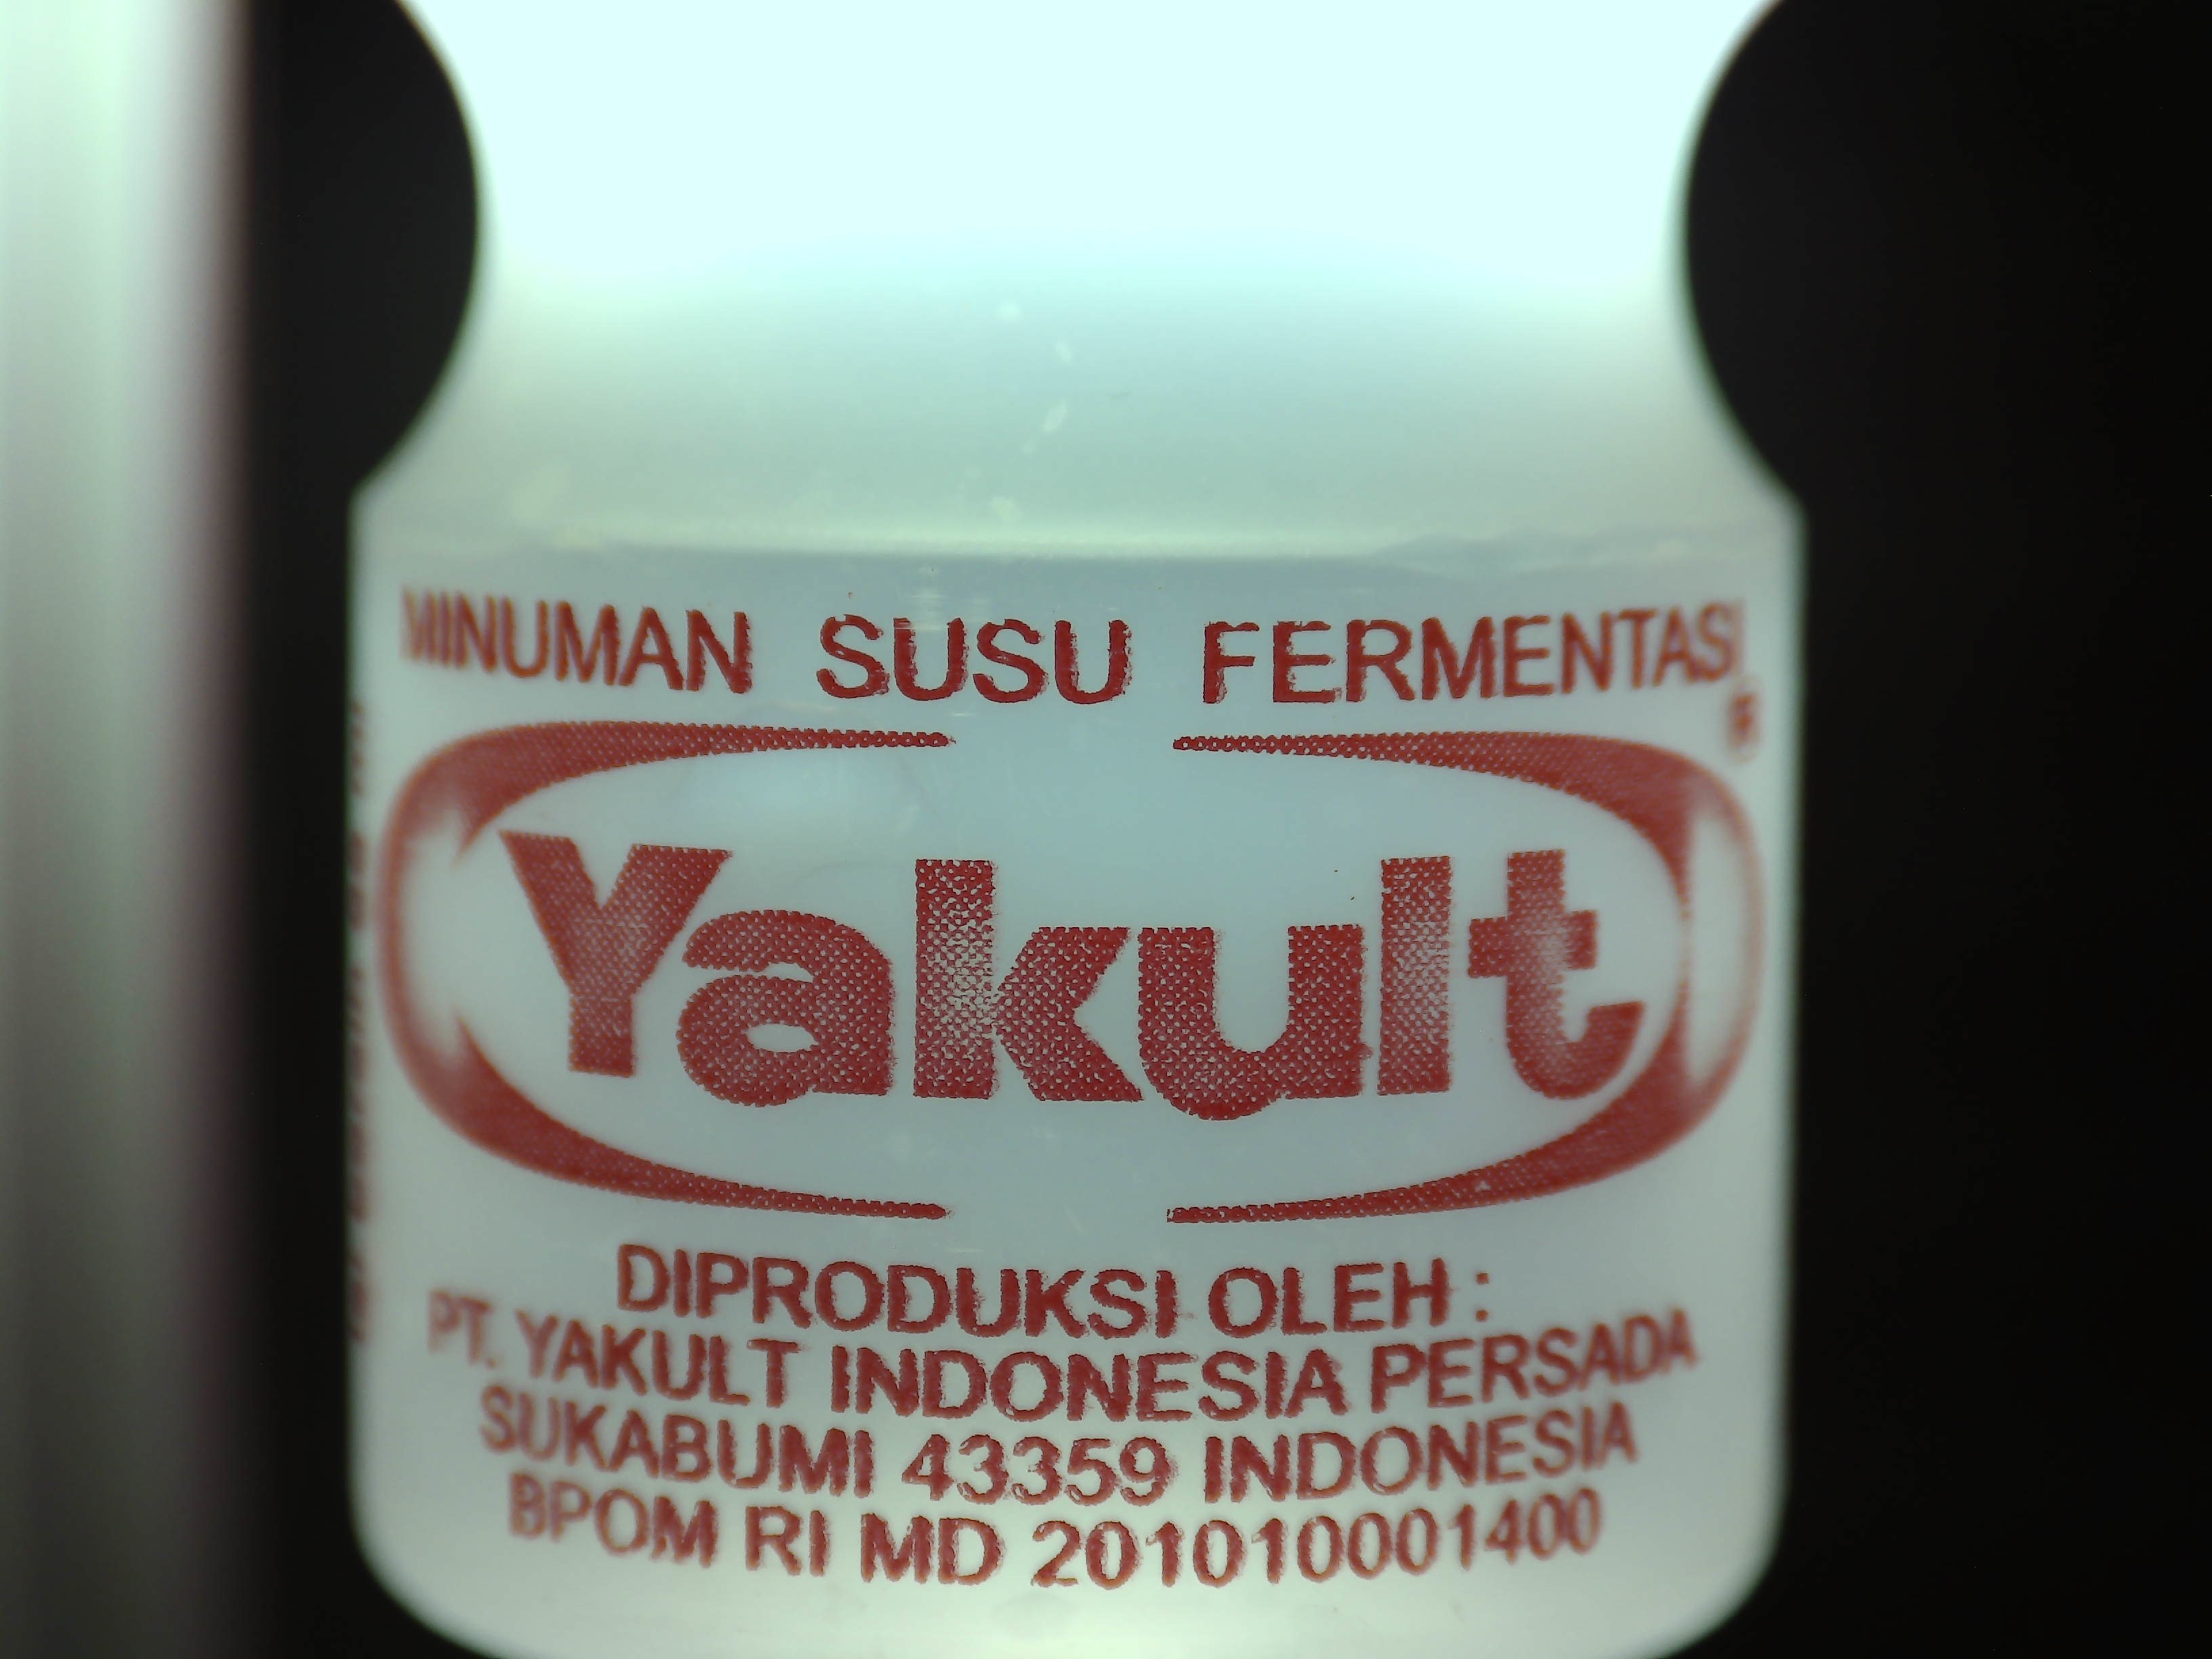 MINUMAN SUSU FERMENTASI
®
Yakult
DIPRODUKSI OLEH :
PT. YAKULT INDONESIA PERSADA
SUKABUMI 43359 INDONESIA
BPOM RI MD 201010001400